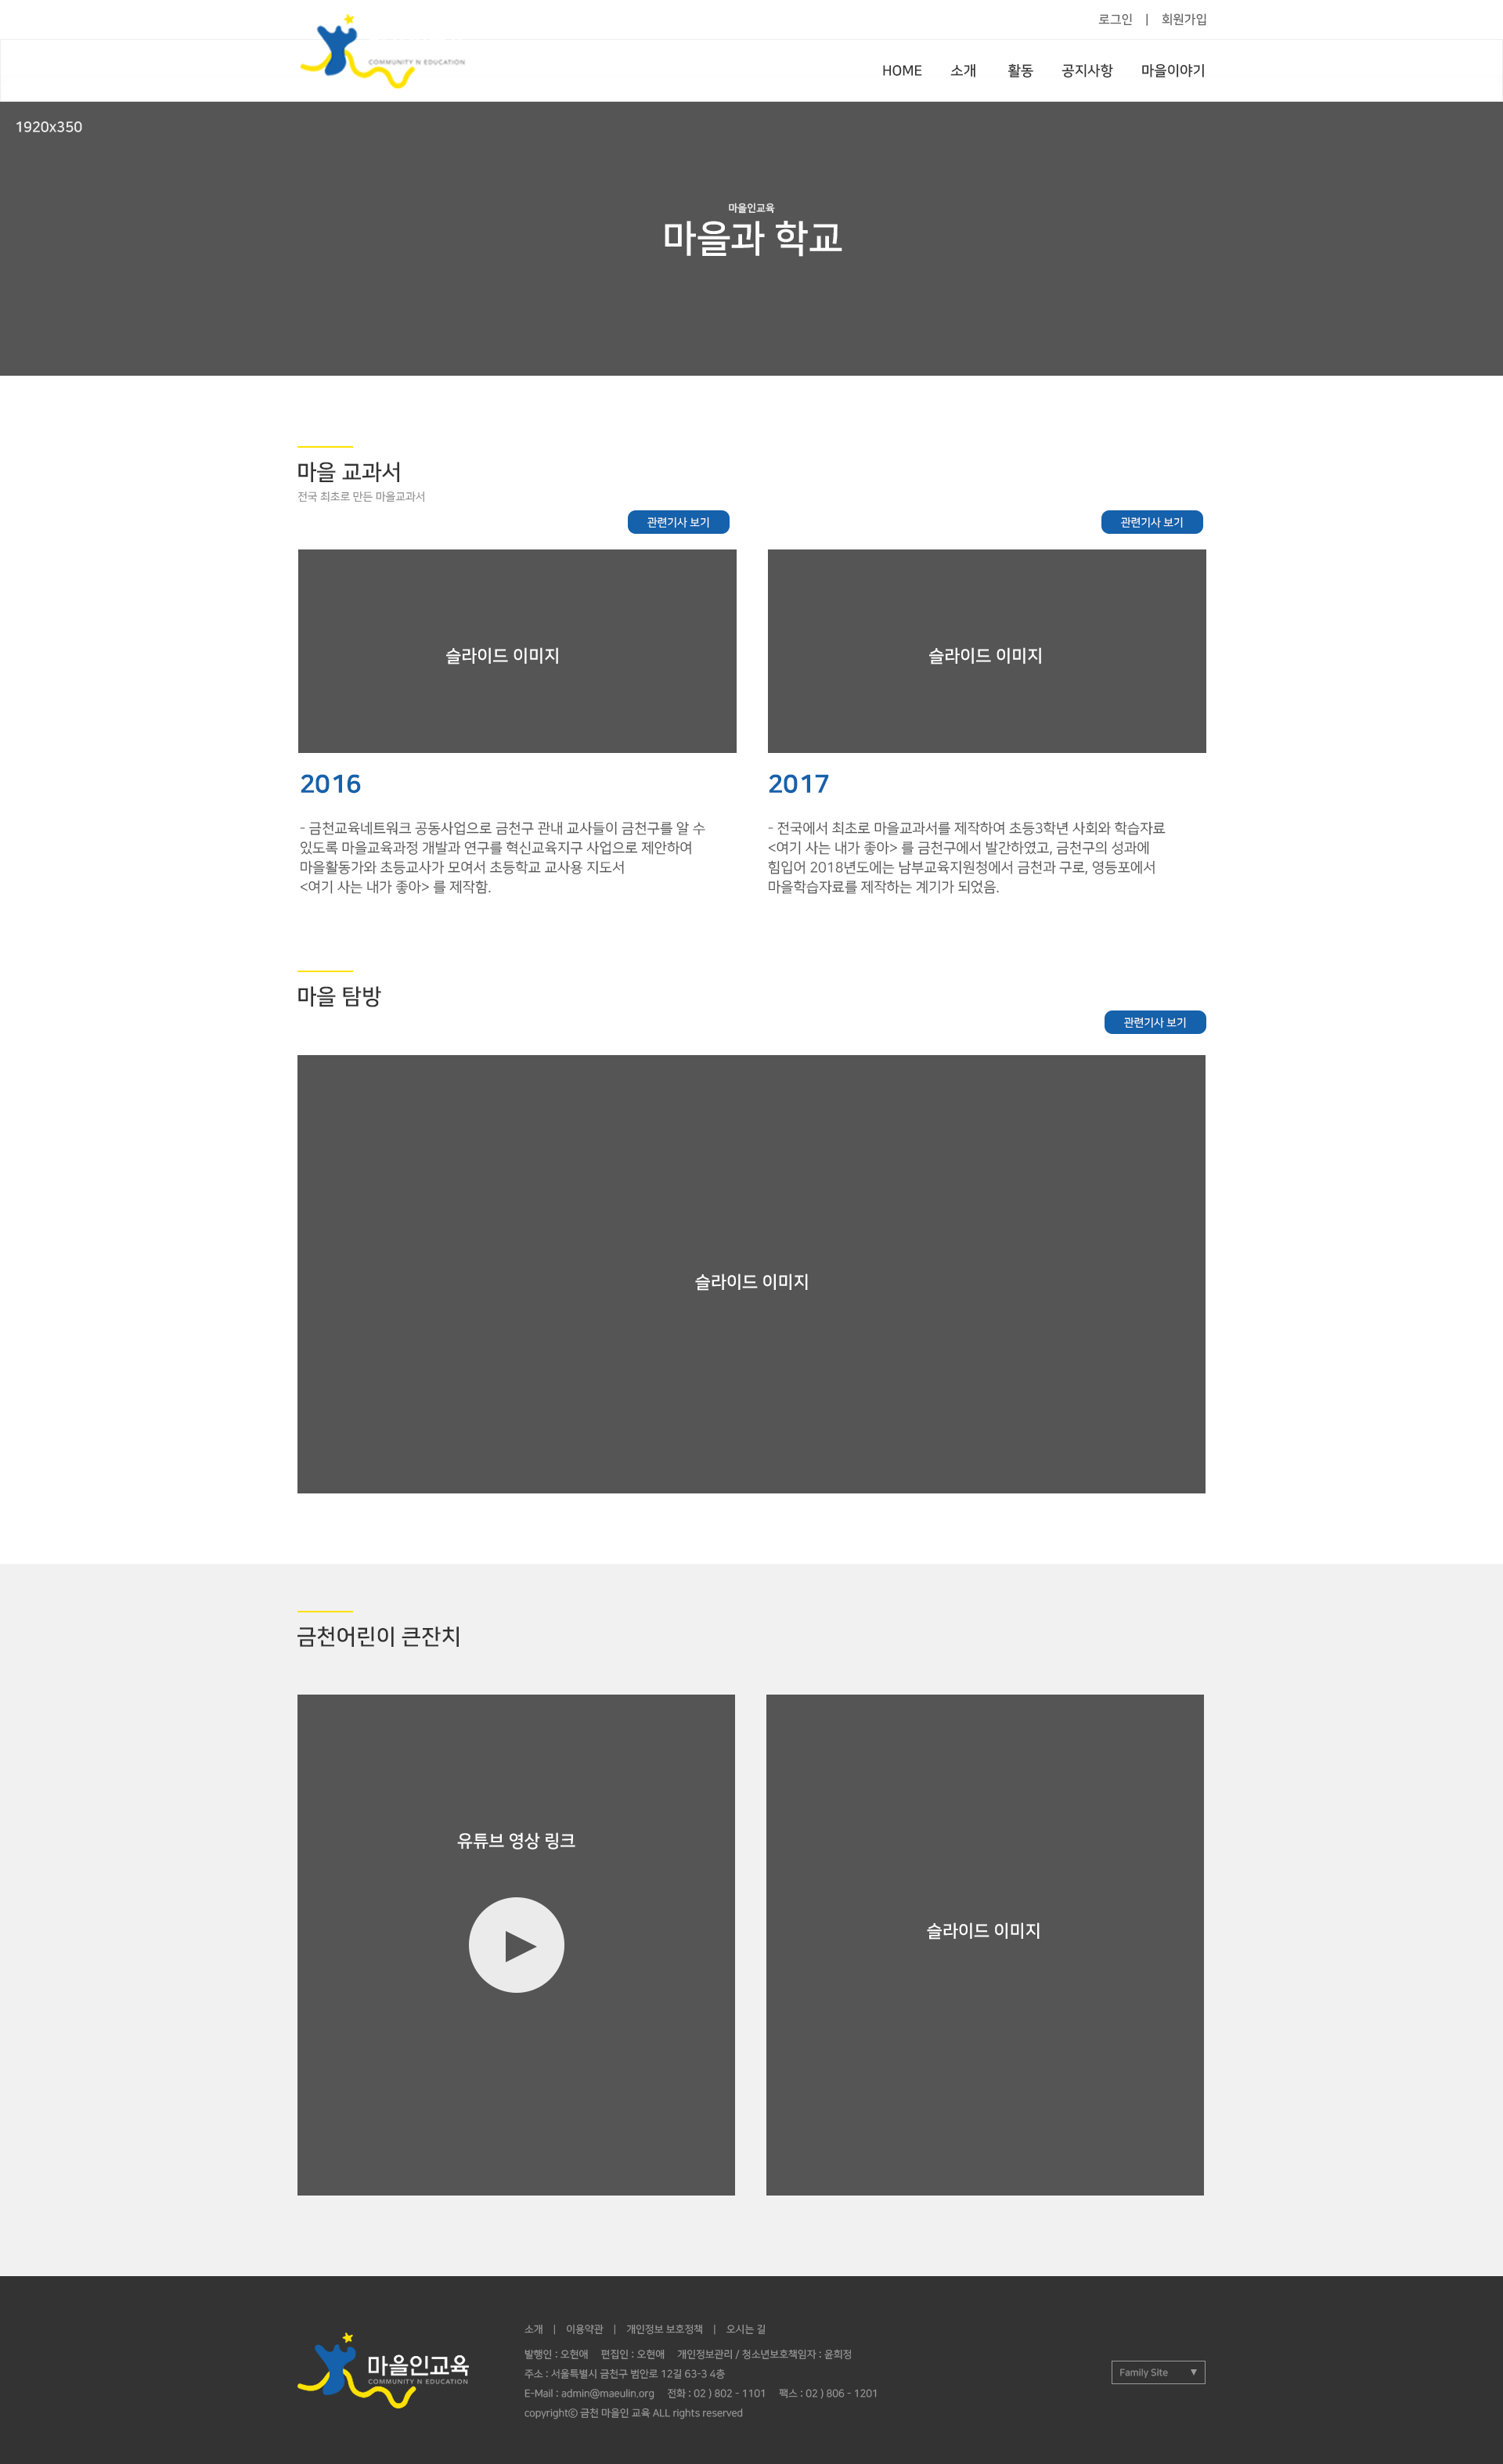 로그인 | 회원가입
COMMUNITY N EDUCATION
HOME 소개 활동 공지사항 마을이야기
1920x350
마을인교육
마을과 학교
마을 교과서
전국 최초로 만든 마을교과서
관련기사 보기
관련기사 보기
슬라이드 이미지
슬라이드 이미지
2016
- 금천교육네트워크 공동사업으로 금천구 관내 교사들이 금천구를 알 수
있도록 마을교육과정 개발과 연구를 혁신교육지구 사업으로 제안하여
마을활동가와 초등교사가 모여서 초등학교 교사용 지도서
<여기 사는 내가 좋아> 를 제작함.
2017
- 전국에서 최초로 마을교과서를 제작하여 초등3학년 사회와 학습자료
<여기 사는 내가 좋아> 를 금천구에서 발간하였고, 금천구의 성과에
힘입어 2018년도에는 남부교육지원청에서 금천과 구로, 영등포에서
마을학습자료를 제작하는 계기가 되었음.
마을 탐방
관련기사 보기
슬라이드 이미지
금천어린이 큰잔치
유튜브 영상 링크
슬라이드 이미지
마을인교육
COMMUNITY N EDUCATION
소개 | 이용약관 | 개인정보 보호정책 | 오시는 길
발행인 : 오현애 편집인 : 오현애 개인정보관리 / 청소년보호책임자 : 윤희정
주소 : 서울특별시 금천구 범안로 12길 63-3 4층
E-Mail : admin@maeulin.org 전화 : 02 ) 802 - 1101 팩스 : 02 ) 806 - 1201
copyrightⓒ 금천 마을인 교육 ALL rights reserved
Family Site ▼